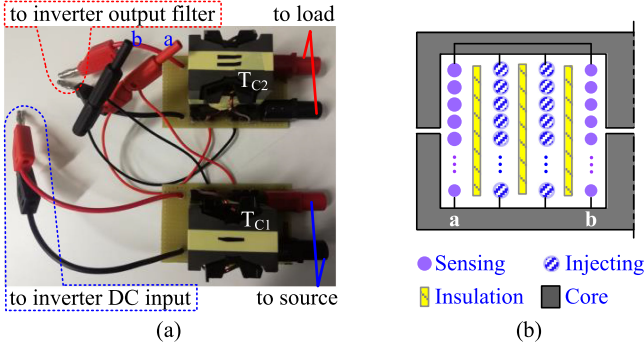 to inverter output filter
to load
b a
T_C2
T_C1
to inverter DC input
to source
(a)
a b
Sensing Injecting
Insulation Core
(b)